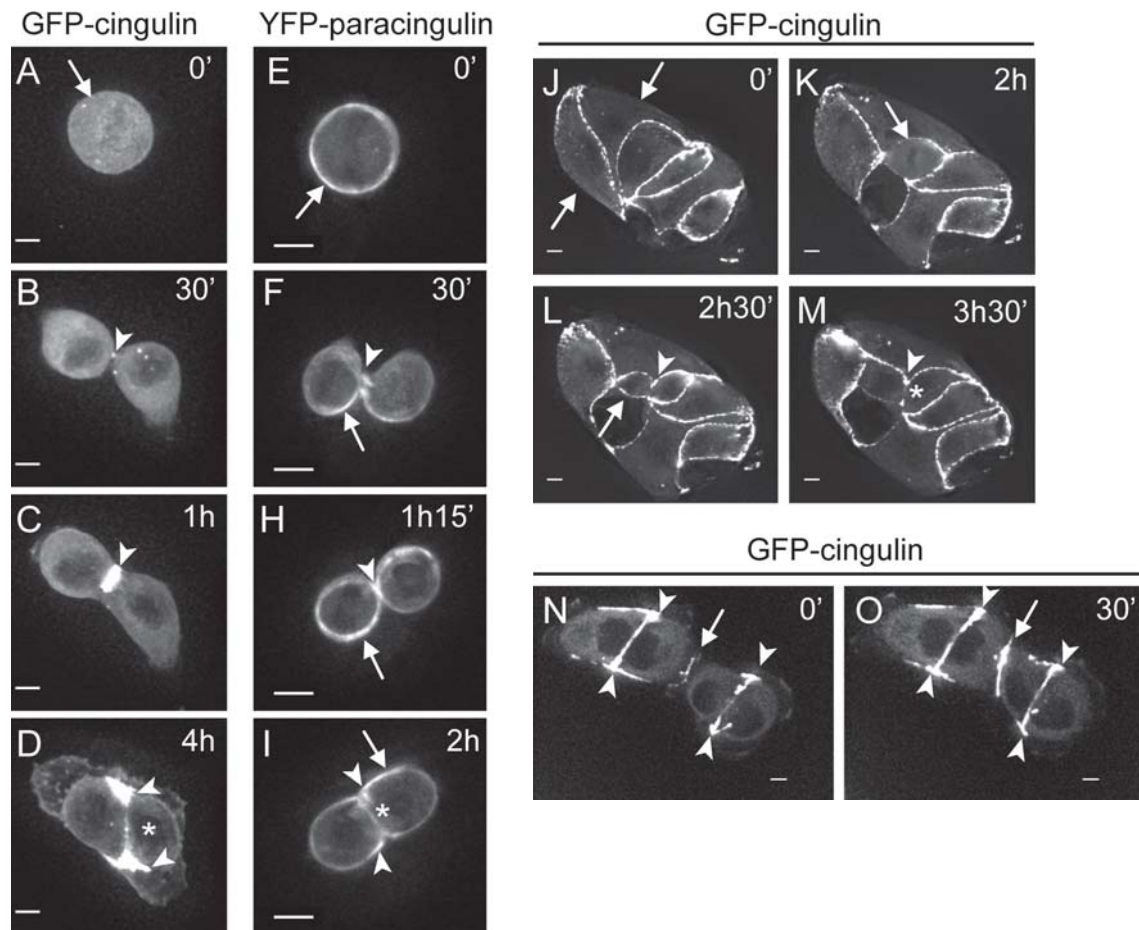 GFP-cingulin
YFP-paracingulin
GFP-cingulin
A 0’
E 0’
J 0’
K 2h
B 30’
F 30’
L 2h30’
M 3h30’
*
C 1h
H 1h15’
GFP-cingulin
N 0’
O 30’
D 4h
*
I 2h
*